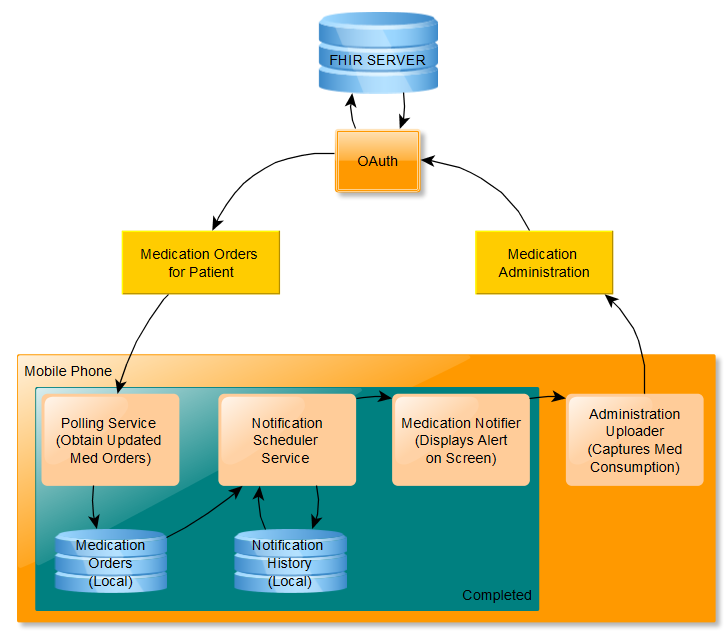 FHIR SERVER
OAuth
Medication Orders
for Patient
Medication
Administration
Mobile Phone
Polling Service
(Obtain Updated
Med Orders)
Notification
Scheduler
Service
Medication Notifier
(Displays Alert
on Screen)
Administration
Uploader
(Captures Med
Consumption)
Medication
Orders
(Local)
Notification
History
(Local)
Completed